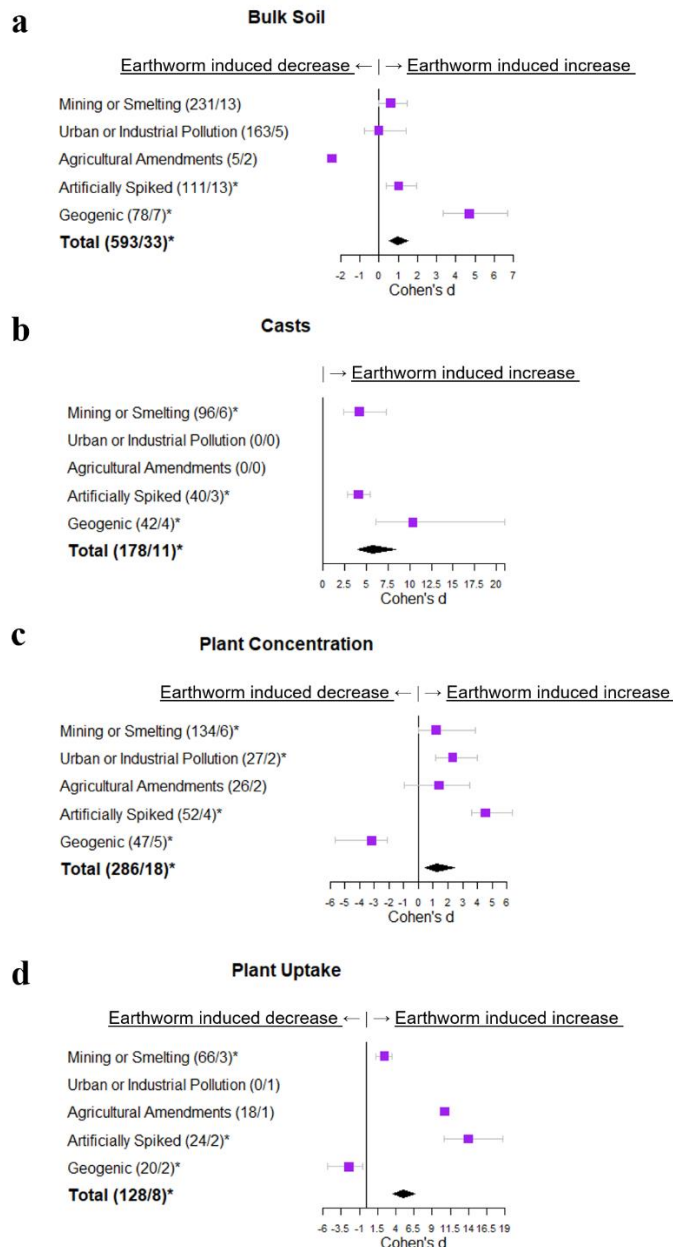 a
Bulk Soil
Earthworm induced decrease ← | → Earthworm induced increase
Mining or Smelting (231/13)
Urban or Industrial Pollution (163/5)
Agricultural Amendments (5/2)
Artificially Spiked (111/13)*
Geogenic (78/7)*
Total (593/33)*
-2 -1 0 1 2 3 4 5 6 7
Cohen's d
b
Casts
| → Earthworm induced increase
Mining or Smelting (96/6)*
Urban or Industrial Pollution (0/0)
Agricultural Amendments (0/0)
Artificially Spiked (40/3)*
Geogenic (42/4)*
Total (178/11)*
0 2.5 5 7.5 10 12.5 15 17.5 20
Cohen's d
c
Plant Concentration
Earthworm induced decrease ← | → Earthworm induced increase
Mining or Smelting (134/6)*
Urban or Industrial Pollution (27/2)*
Agricultural Amendments (26/2)
Artificially Spiked (52/4)*
Geogenic (47/5)*
Total (286/18)*
-6 -5 -4 -3 -2 -1 0 1 2 3 4 5 6
Cohen's d
d
Plant Uptake
Earthworm induced decrease ← | → Earthworm induced increase
Mining or Smelting (66/3)*
Urban or Industrial Pollution (0/1)
Agricultural Amendments (18/1)
Artificially Spiked (24/2)*
Geogenic (20/2)*
Total (128/8)*
-6 -3.5 -1 1.5 4 6.5 9 11.5 14 16.5 19
Cohen's d